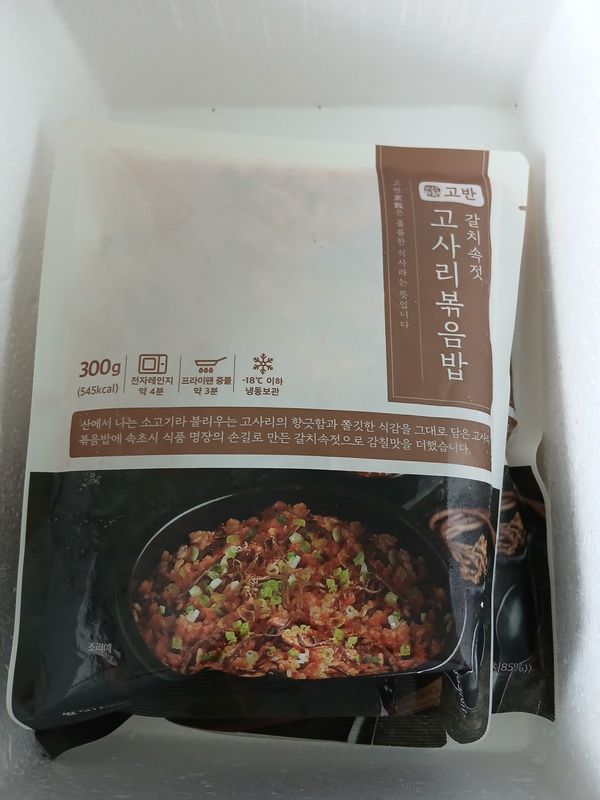 고반
갈치속젓
고사리볶음밥
고반高飯은 훌륭한 식사라는 뜻입니다
300g
(545kcal)
전자레인지
약 4분
프라이팬 중불
약 3분
-18℃ 이하
냉동보관
산에서 나는 소고기라 불리우는 고사리의 향긋함과 쫄깃한 식감을 그대로 담은 고사리
볶음밥에 속초시 식품 명장의 손길로 만든 갈치속젓으로 감칠맛을 더했습니다.
조리예
85%))